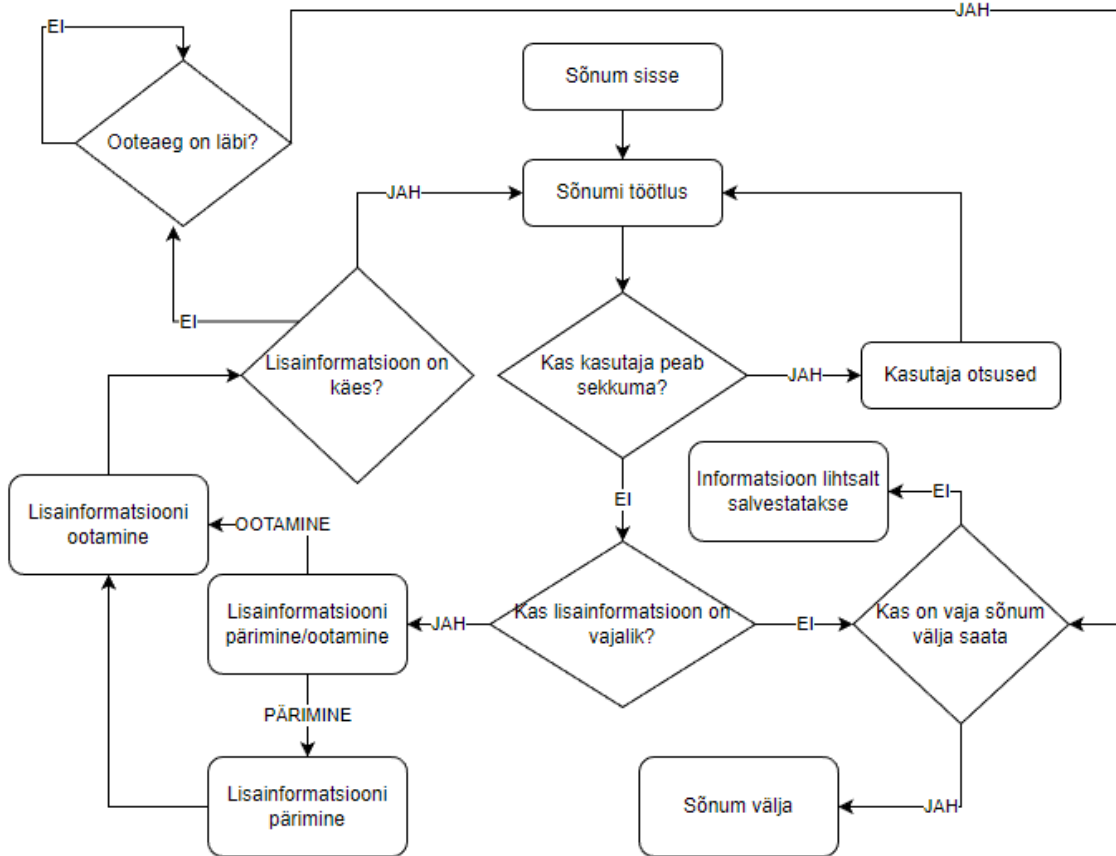 EI
JAH
Sõnum sisse
Ooteaeg on läbi?
JAH
Sõnumi töötlus
EI
Lisainformatsioon on
käes?
Kas kasutaja peab
sekkuma?
JAH
Kasutaja otsused
Informatsioon lihtsalt
salvestatakse
EI
EI
Lisainformatsiooni
ootamine
OOTAMINE
Lisainformatsiooni
pärimine/ootamine
JAH
Kas lisainformatsioon on
vajalik?
EI
Kas on vaja sõnum
välja saata
PÄRIMINE
Lisainformatsiooni
pärimine
Sõnum välja
JAH